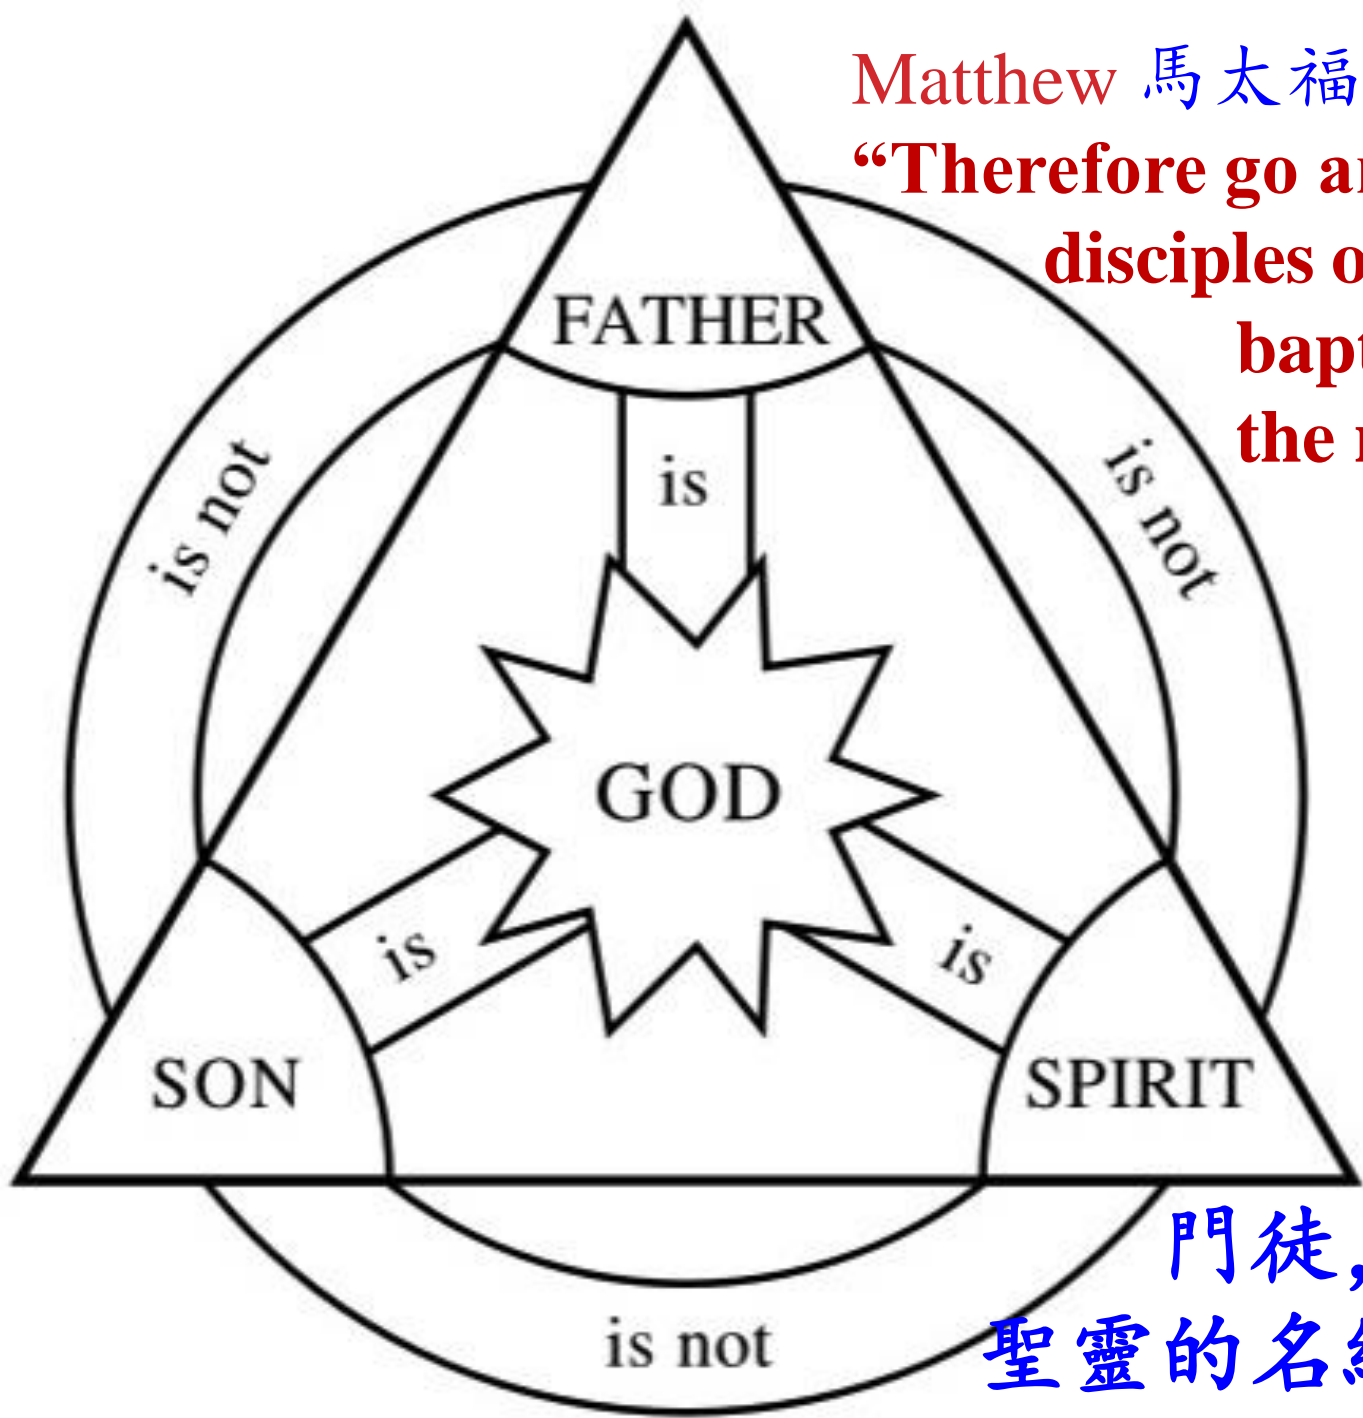 Matthew 馬太福
“Therefore go
disciples
FATHER
the
is
is not
is not
GOD
is
is
SON
SPIRIT
門徒,
is not
聖靈的名